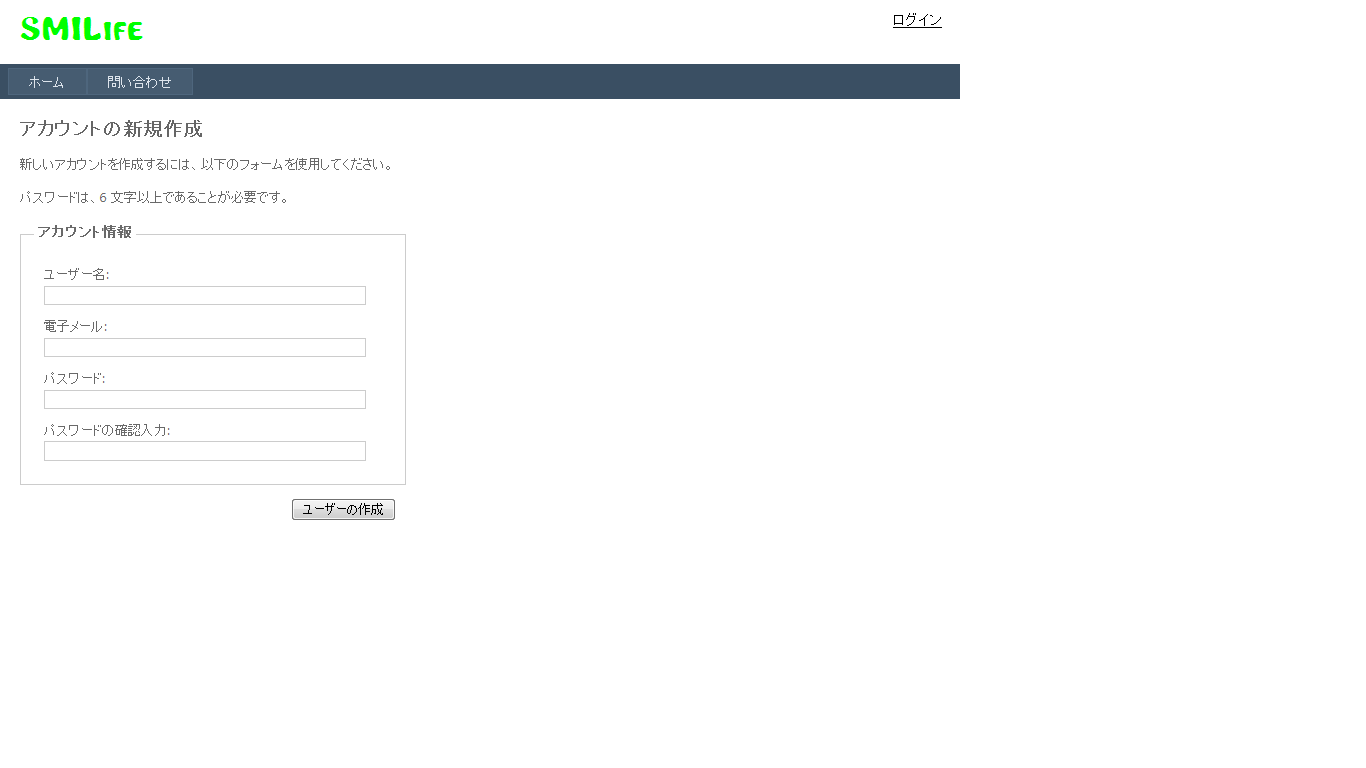 SMILIFE
ログイン
ホーム 問い合わせ
アカウントの新規作成
新しいアカウントを作成するには、以下のフォームを使用してください。
パスワードは、6 文字以上であることが必要です。
アカウント情報
ユーザー名:
電子メール:
パスワード:
パスワードの確認入力:
ユーザーの作成